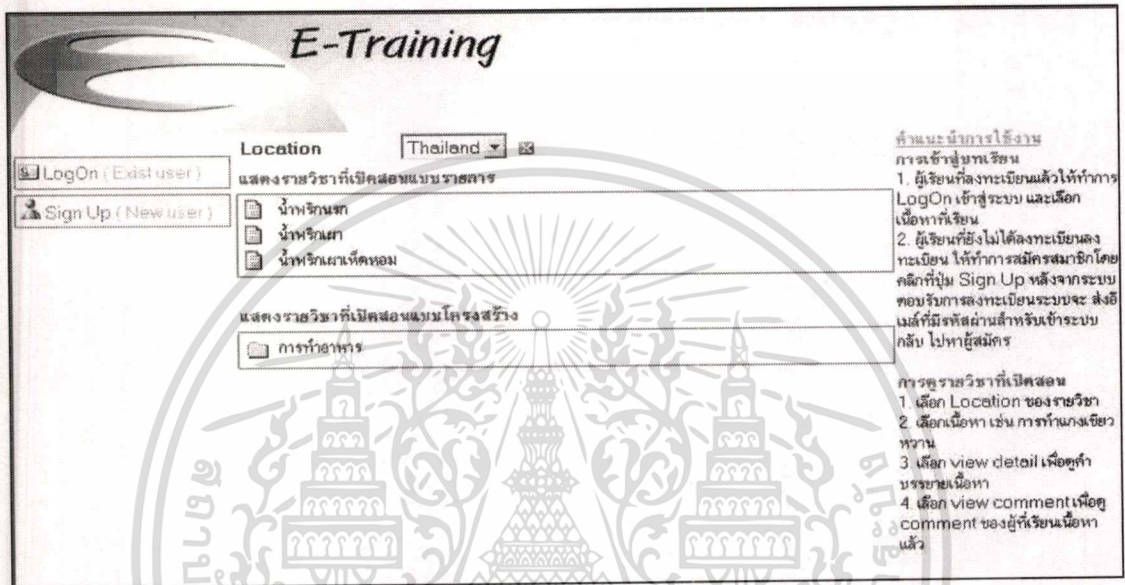 E-Training
LogOn ( Exist user )
Sign Up ( New user )
Location Thailand
แสดงรายวิชาที่เปิดสอนแบบรายการ
น้ำพริกนรก
น้ำพริกเผา
น้ำพริกเผาเห็ดหอม
แสดงรายวิชาที่เปิดสอนแบบโครงสร้าง
การทำอาหาร
คำแนะนำการใช้งาน
การเข้าสู่บทเรียน
1. ผู้เรียนที่ลงทะเบียนแล้วให้ทำการ
LogOn เข้าสู่ระบบ และเลือก
เนื้อหาที่เรียน
2. ผู้เรียนที่ยังไม่ได้ลงทะเบียนลง
ทะเบียน ให้ทำการสมัครสมาชิกโดย
คลิกที่ปุ่ม Sign Up หลังจากระบบ
ตอบรับการลงทะเบียนระบบจะ ส่งอี
เมล์ที่มีรหัสผ่านสำหรับเข้าระบบ
กลับ ไปหาผู้สมัคร
การดูรายวิชาที่เปิดสอน
1. เลือก Location ของรายวิชา
2. เลือกเนื้อหา เช่น การทำแกงเขียว
หวาน
3. เลือก view detail เพื่อดูคำ
บรรยายเนื้อหา
4. เลือก view comment เพื่อดู
comment ของผู้ที่เรียนเนื้อหา
แล้ว